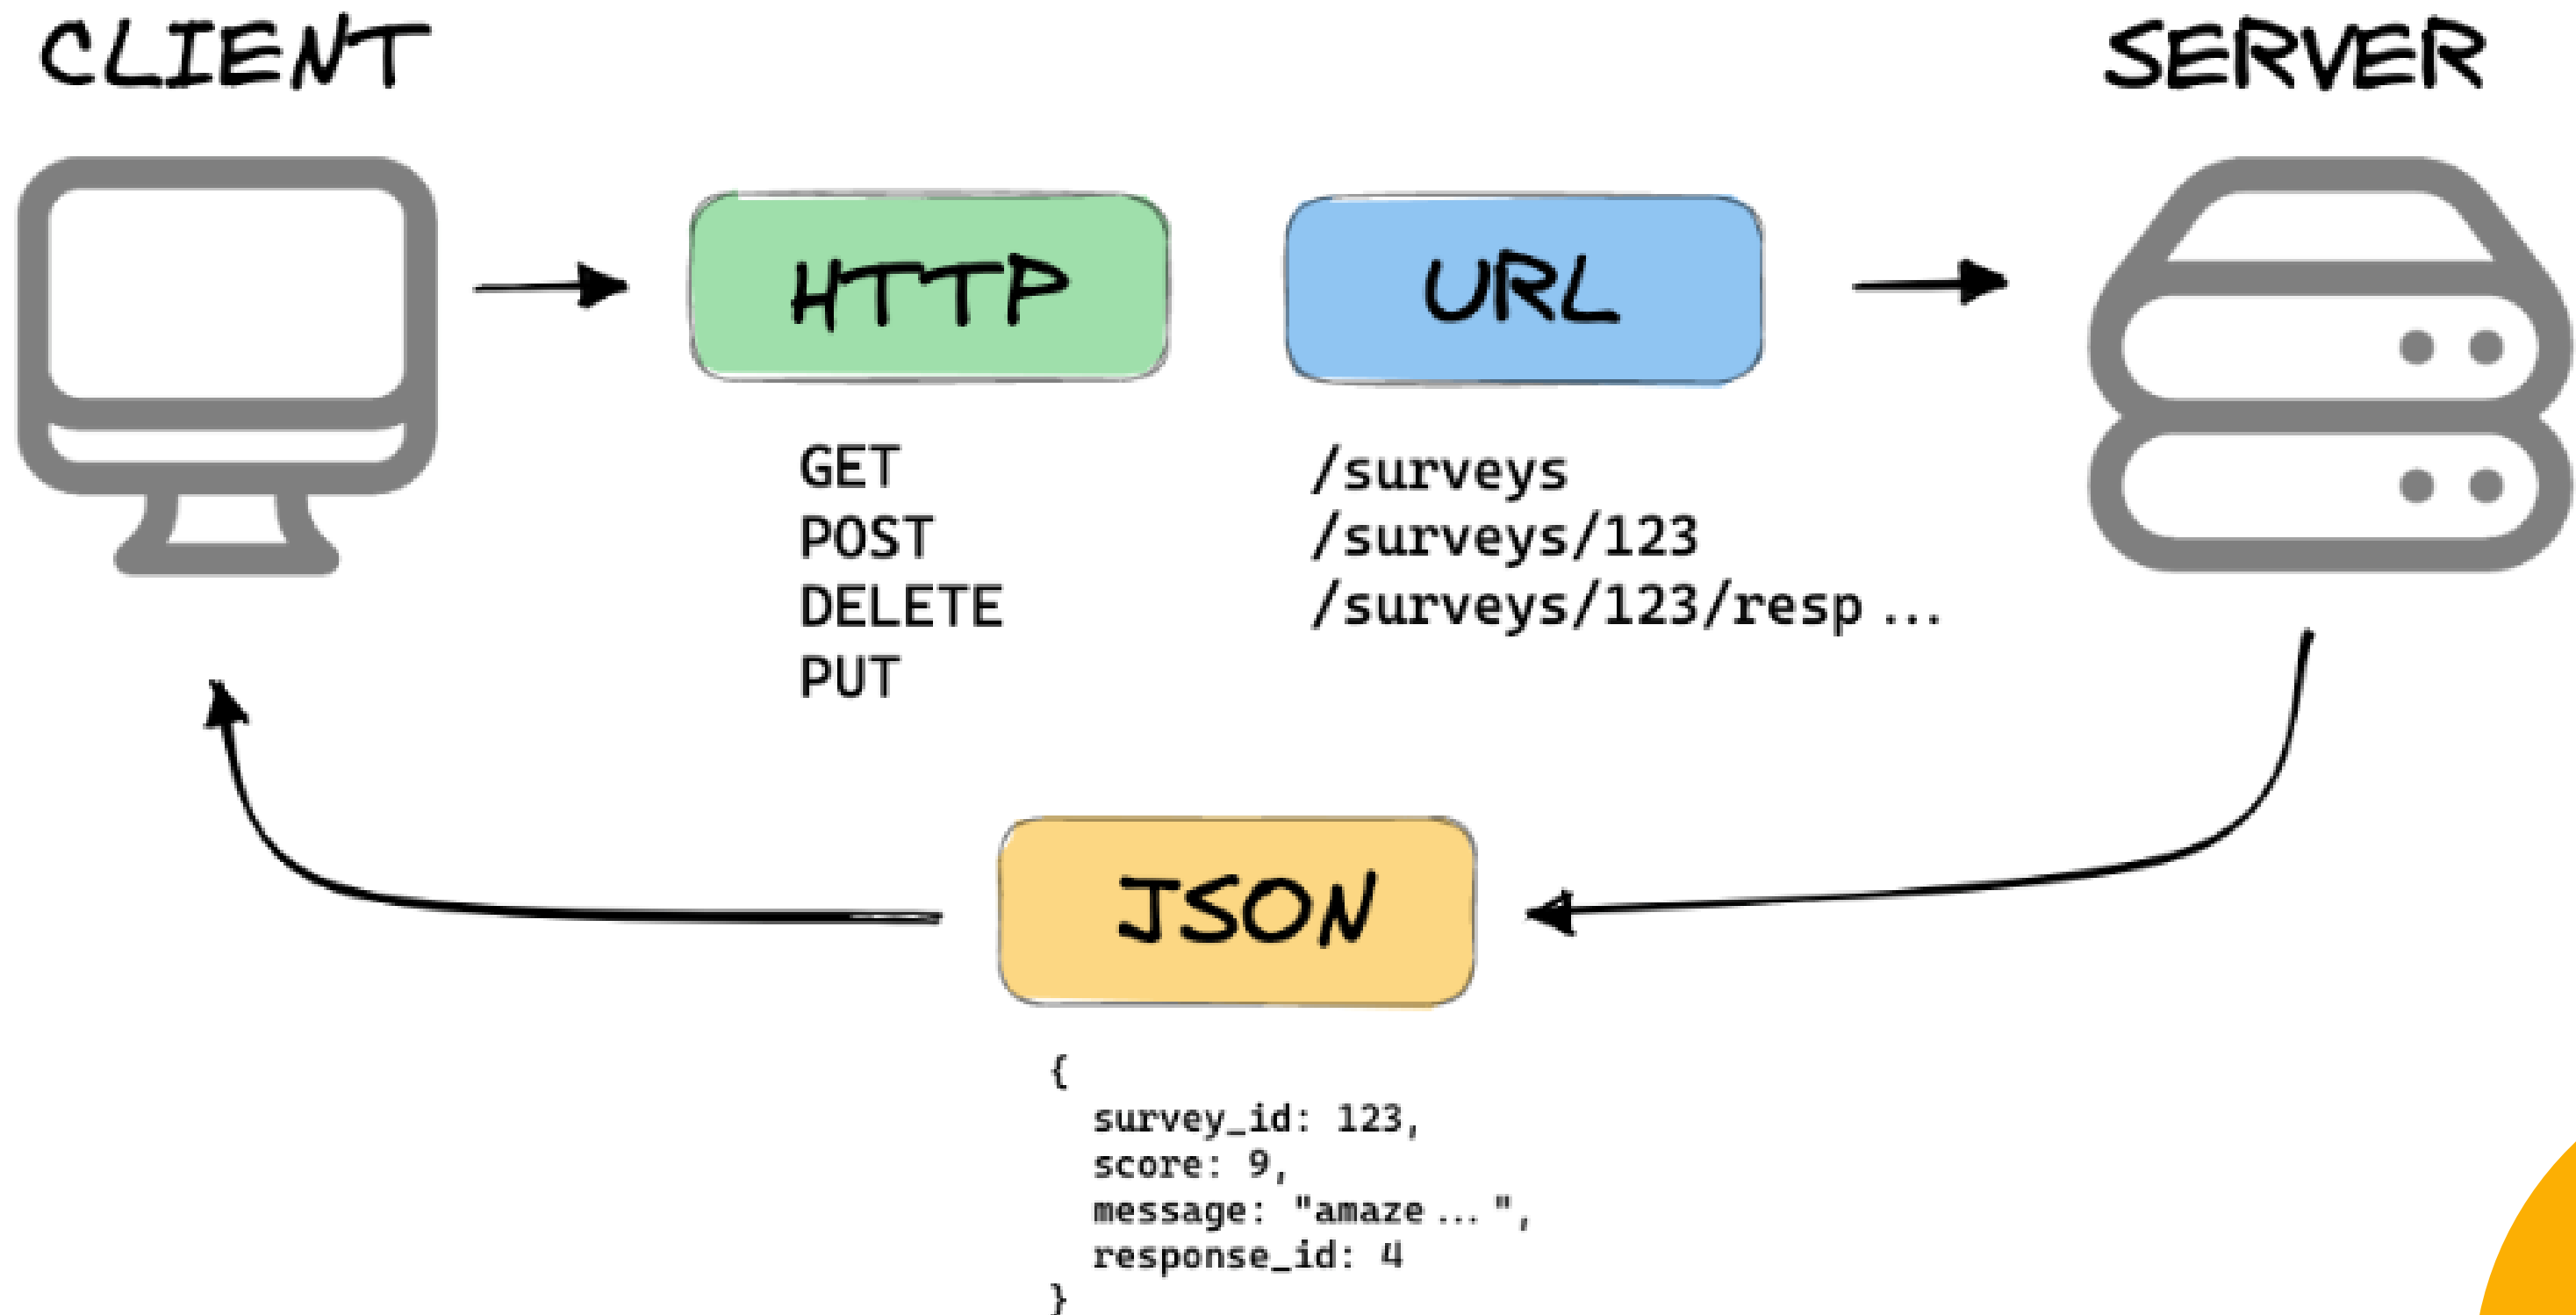 CLIENT
SERVER
HTTP
URL
GET
POST
DELETE
PUT
/surveys
/surveys/123
/surveys/123/resp ...
JSON
{
survey_id: 123,
score: 9,
message: "amaze ... ",
response_id: 4
}